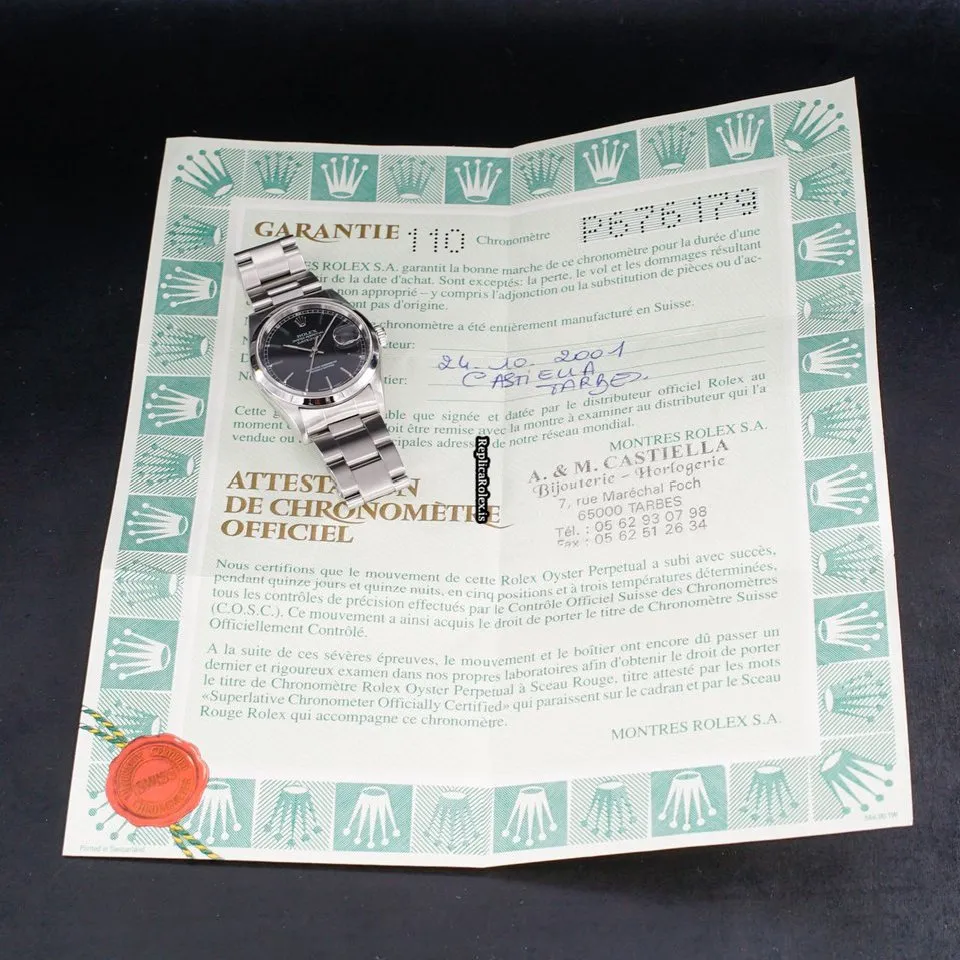 GARANTIE 110 Chronomètre P676179
ES ROLEX S.A. garantit la bonne marche de ce chronomètre pour la durée d'une
ir de la date d'achat. Sont exceptés: la perte, le vol et les dommages résultant
non approprié – y compris l'adjonction ou la substitution de pièces ou d'ac-
ont pas d'origine.
chronomètre a été entièrement manufacturé en Suisse.
cteur:
24.10.2001
tier: CASTIELLA
TARBES.
Cette g able que signée et datée par le distributeur officiel Rolex au
moment oit être remise avec la montre à examiner au distributeur qui l'a
vendue ou cipales adresses de notre réseau mondial.
MONTRES ROLEX S.A.
A. & M. CASTIELLA
Bijouterie - Horlogerie
7, rue Maréchal Foch
65000 TARBES
Tél. : 05 62 93 07 98
Fax : 05 62 51 26 34
ReplicaRolex.is
ATTESTATION
DE CHRONOMÈTRE
OFFICIEL
Nous certifions que le mouvement de cette Rolex Oyster Perpetual a subi avec succès,
pendant quinze jours et quinze nuits, en cinq positions et à trois températures déterminées,
tous les contrôles de précision effectués par le Contrôle Officiel Suisse des Chronomètres
(C.O.S.C.). Ce mouvement a ainsi acquis le droit de porter le titre de Chronomètre Suisse
Officiellement Contrôlé.
A la suite de ces sévères épreuves, le mouvement et le boîtier ont encore dû passer un
dernier et rigoureux examen dans nos propres laboratoires afin d'obtenir le droit de porter
le titre de Chronomètre Rolex Oyster Perpetual à Sceau Rouge, titre attesté par les mots
«Superlative Chronometer Officially Certified» qui paraissent sur le cadran et par le Sceau
Rouge Rolex qui accompagne ce chronomètre.
MONTRES ROLEX S.A.
SWISS
Printed in Switzerland